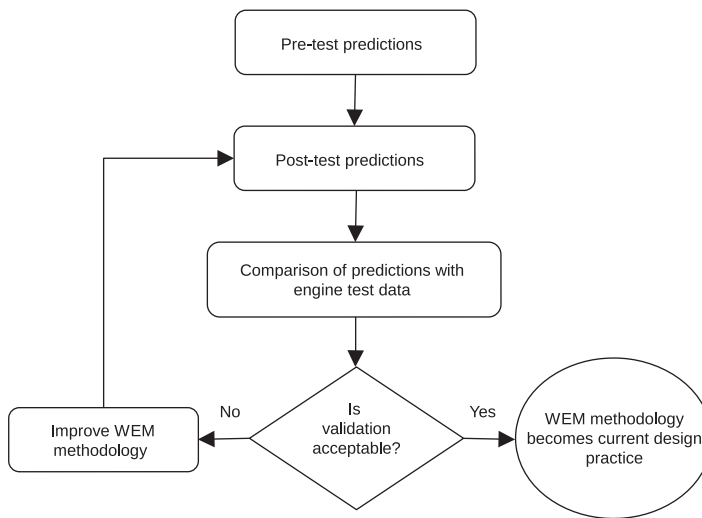 Pre-test predictions
Post-test predictions
Comparison of predictions with
engine test data
Is
validation
acceptable?
No
Yes
Improve WEM
methodology
WEM methodology
becomes current design
practice